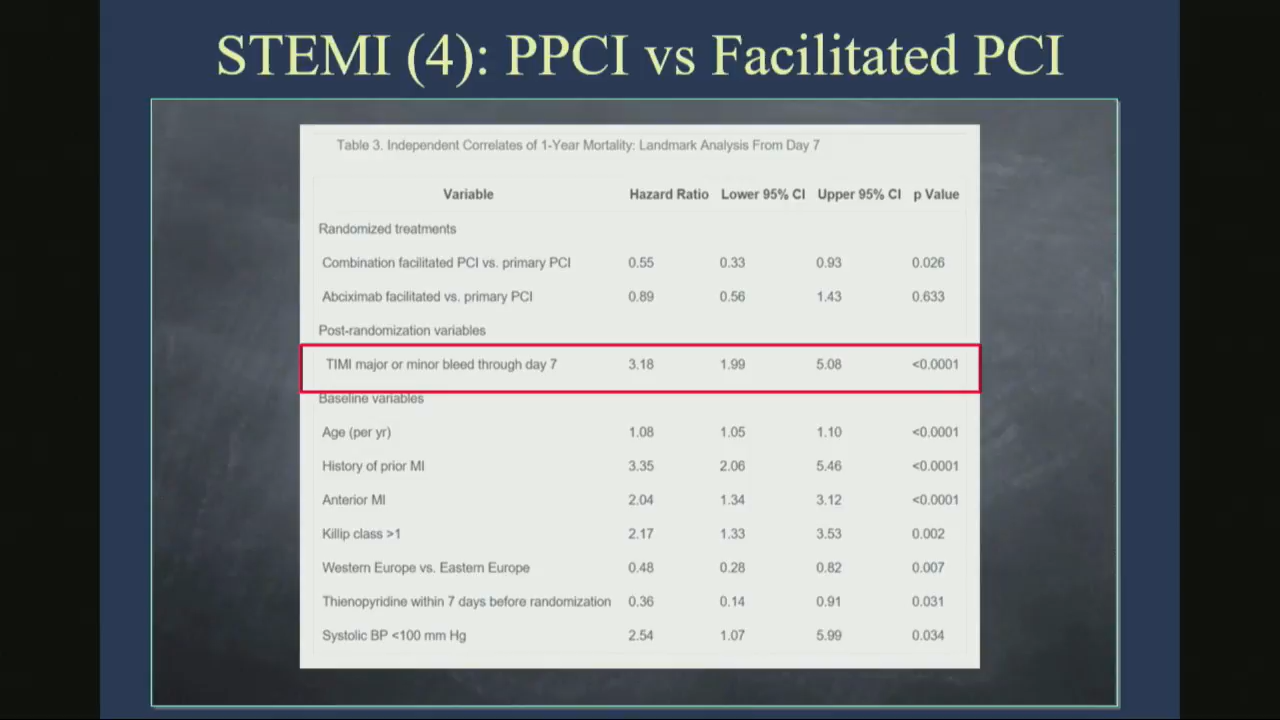 STEMI (4): PPCI vs Facilitated PCI
Table 3. Independent Correlates of 1-Year Mortality: Landmark Analysis From Day 7
Variable Hazard Ratio Lower 95% CI Upper 95% CI p Value
Randomized treatments
Combination facilitated PCI vs. primary PCI 0.55 0.33 0.93 0.026
Abciximab facilitated vs. primary PCI 0.89 0.56 1.43 0.633
Post-randomization variables
TIMI major or minor bleed through day 7 3.18 1.99 5.08 <0.0001
Baseline variables
Age (per yr) 1.08 1.05 1.10 <0.0001
History of prior MI 3.35 2.06 5.46 <0.0001
Anterior MI 2.04 1.34 3.12 <0.0001
Killip class >1 2.17 1.33 3.53 0.002
Western Europe vs. Eastern Europe 0.48 0.28 0.82 0.007
Thienopyridine within 7 days before randomization 0.36 0.14 0.91 0.031
Systolic BP <100 mm Hg 2.54 1.07 5.99 0.034